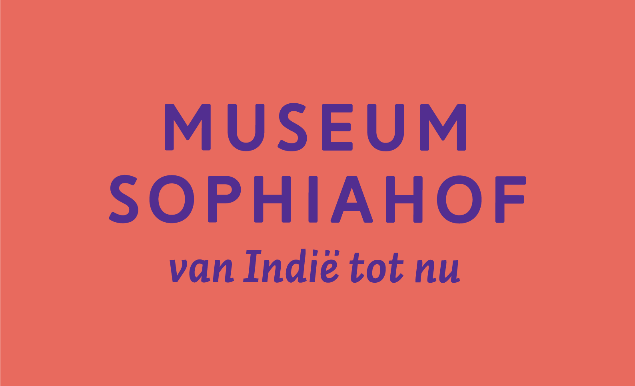 MUSEUM
SOPHIAHOF
van Indië tot nu